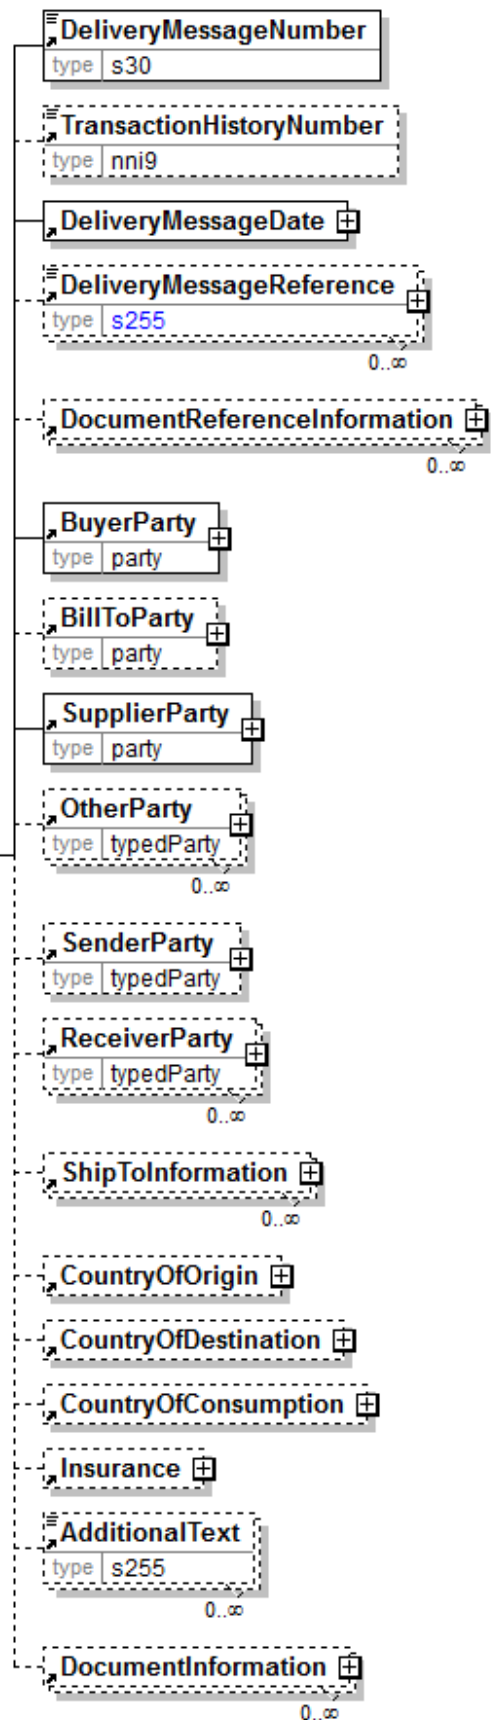 DeliveryMessageNumber
type s30
TransactionHistoryNumber
type nni9
DeliveryMessageDate
DeliveryMessageReference
type s255
0..∞
DocumentReferenceInformation
0..∞
BuyerParty
type party
BillToParty
type party
SupplierParty
type party
OtherParty
type typedParty
0..∞
SenderParty
type typedParty
ReceiverParty
type typedParty
0..∞
ShipToInformation
0..∞
CountryOfOrigin
CountryOfDestination
CountryOfConsumption
Insurance
AdditionalText
type s255
0..∞
DocumentInformation
0..∞